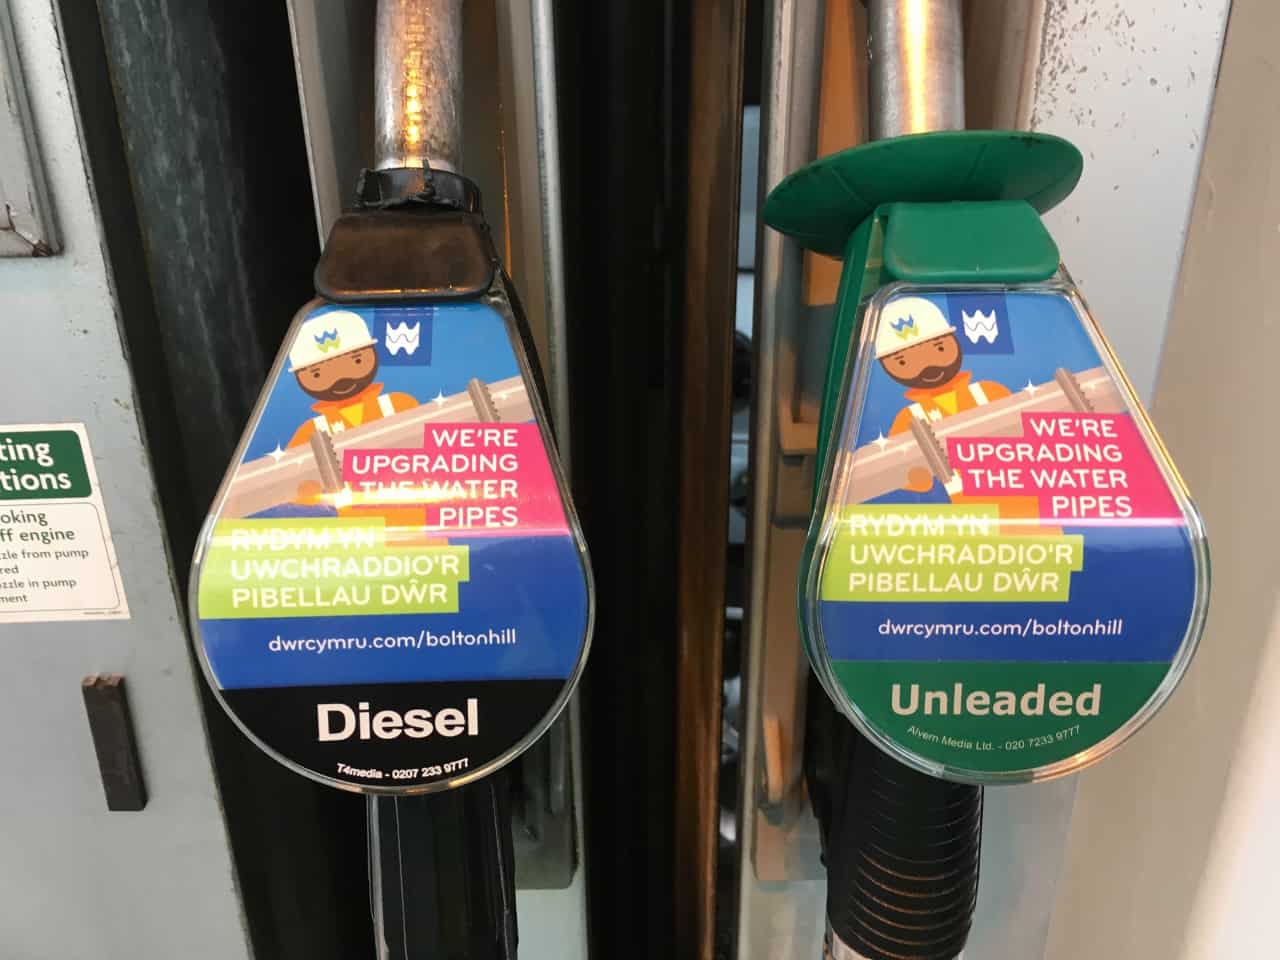 ting
tions
oking
ff engine
zzle from pump
red
ozzle in pump
ment
WE'RE
UPGRADING
THE WATER
PIPES
RYDYM YN
UWCHRADDIO'R
PIBELLAU DŴR
dwrcymru.com/boltonhill
Diesel
T4media - 0207 233 9777
WE'RE
UPGRADING
THE WATER
PIPES
RYDYM YN
UWCHRADDIO'R
PIBELLAU DŴR
dwrcymru.com/boltonhill
Unleaded
Alvern Media Ltd. - 020 7233 9777